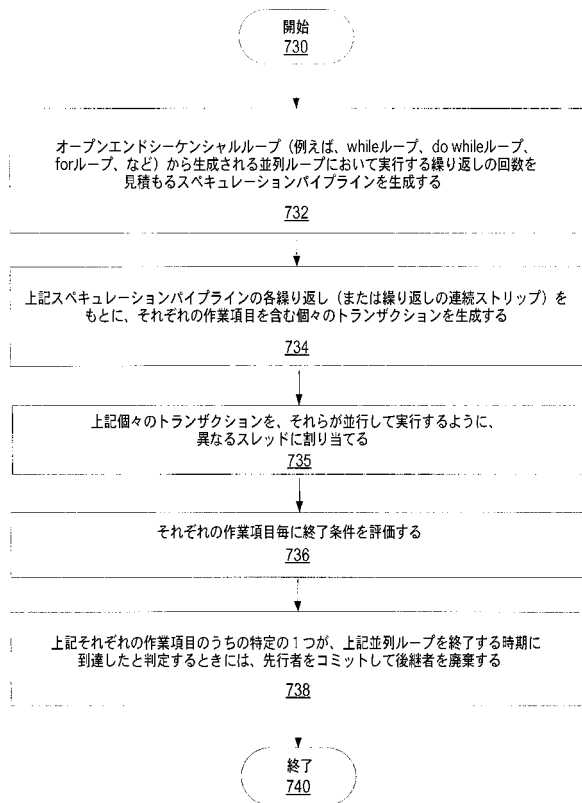 開始
730
オープンエンドシーケンシャルループ（例えば、whileループ、do whileループ、
forループ、など）から生成される並列ループにおいて実行する繰り返しの回数を
見積もるスペキュレーションパイプラインを生成する
732
上記スペキュレーションパイプラインの各繰り返し（または繰り返しの連続ストリップ）を
もとに、それぞれの作業項目を含む個々のトランザクションを生成する
734
上記個々のトランザクションを、それらが並行して実行するように、
異なるスレッドに割り当てる
735
それぞれの作業項目毎に終了条件を評価する
736
上記それぞれの作業項目のうちの特定の１つが、上記並列ループを終了する時期に
到達したと判定するときには、先行者をコミットして後継者を廃棄する
738
終了
740